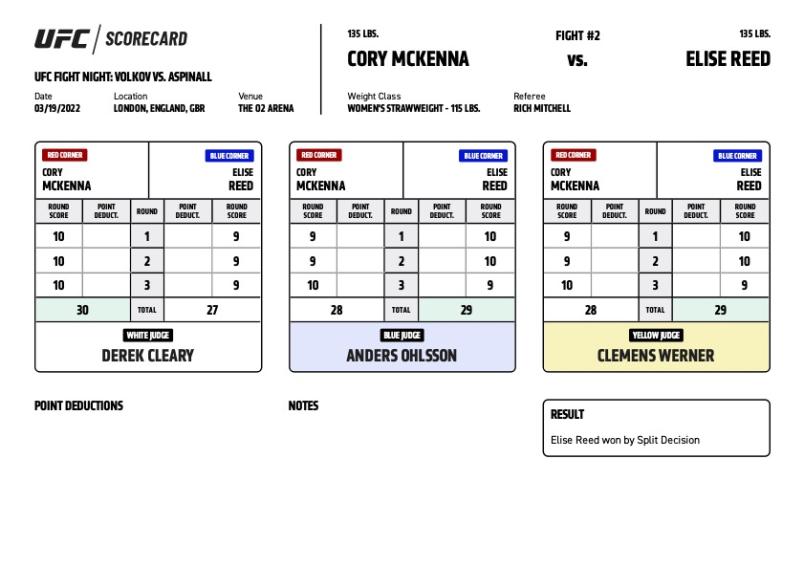 UFC / SCORECARD
UFC FIGHT NIGHT: VOLKOV VS. ASPINALL
Date Location Venue
03/19/2022 LONDON, ENGLAND, GBR THE O2 ARENA
135 LBS. FIGHT #2 135 LBS.
CORY MCKENNA VS. ELISE REED
Weight Class Referee
WOMEN'S STRAWWEIGHT - 115 LBS. RICH MITCHELL
RED CORNER BLUE CORNER
CORY ELISE
MCKENNA REED
ROUND SCORE POINT DEDUCT. ROUND POINT DEDUCT. ROUND SCORE
10 1 9
10 2 9
10 3 9
30 TOTAL 27
WHITE JUDGE
DEREK CLEARY
RED CORNER BLUE CORNER
CORY ELISE
MCKENNA REED
ROUND SCORE POINT DEDUCT. ROUND POINT DEDUCT. ROUND SCORE
9 1 10
9 2 10
10 3 9
28 TOTAL 29
BLUE JUDGE
ANDERS OHLSSON
RED CORNER BLUE CORNER
CORY ELISE
MCKENNA REED
ROUND SCORE POINT DEDUCT. ROUND POINT DEDUCT. ROUND SCORE
9 1 10
9 2 10
10 3 9
28 TOTAL 29
YELLOW JUDGE
CLEMENS WERNER
POINT DEDUCTIONS
NOTES
RESULT
Elise Reed won by Split Decision